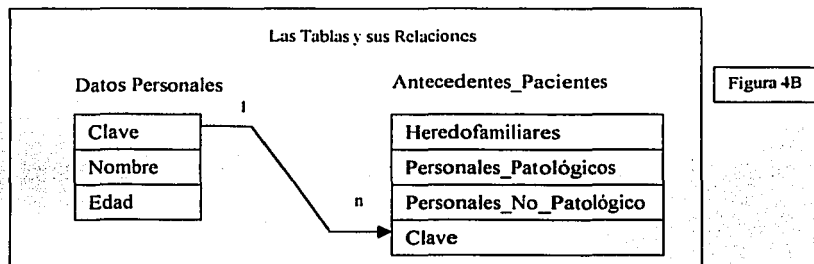 Las Tablas y sus Relaciones
Datos Personales
Antecedentes_Pacientes
Figura 4B
1
Clave
Nombre
Edad
n
Heredofamiliares
Personales_Patológicos
Personales_No_Patológico
Clave